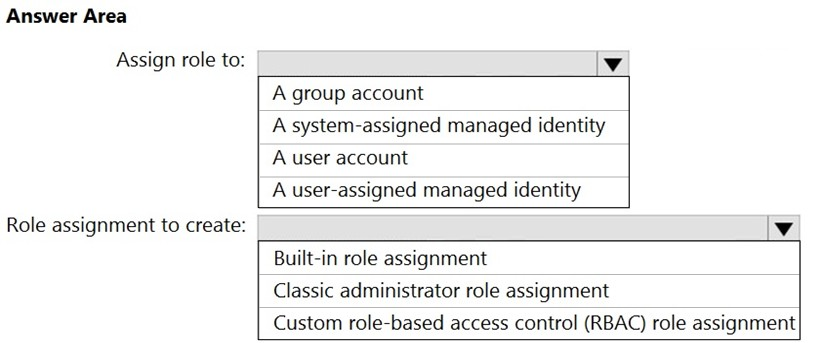 Answer Area
Assign role to:
A group account
A system-assigned managed identity
A user account
A user-assigned managed identity
Role assignment to create:
Built-in role assignment
Classic administrator role assignment
Custom role-based access control (RBAC) role assignment